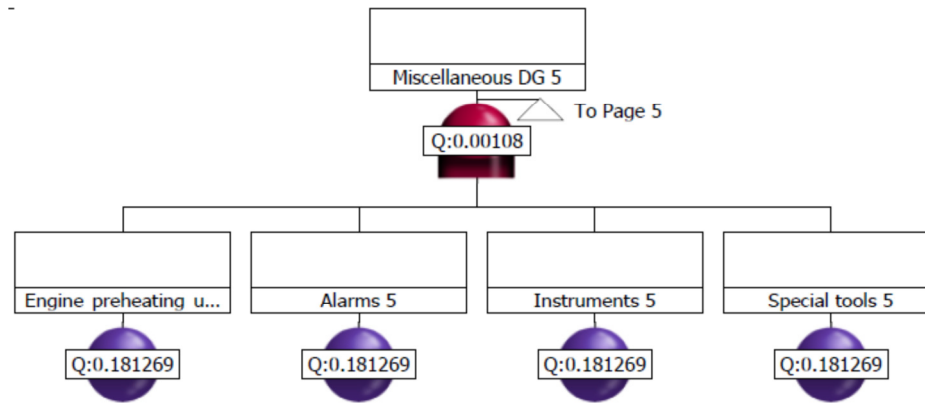 Miscellaneous DG 5
To Page 5
Q:0.00108
Engine preheating u...
Alarms 5
Instruments 5
Special tools 5
Q:0.181269
Q:0.181269
Q:0.181269
Q:0.181269